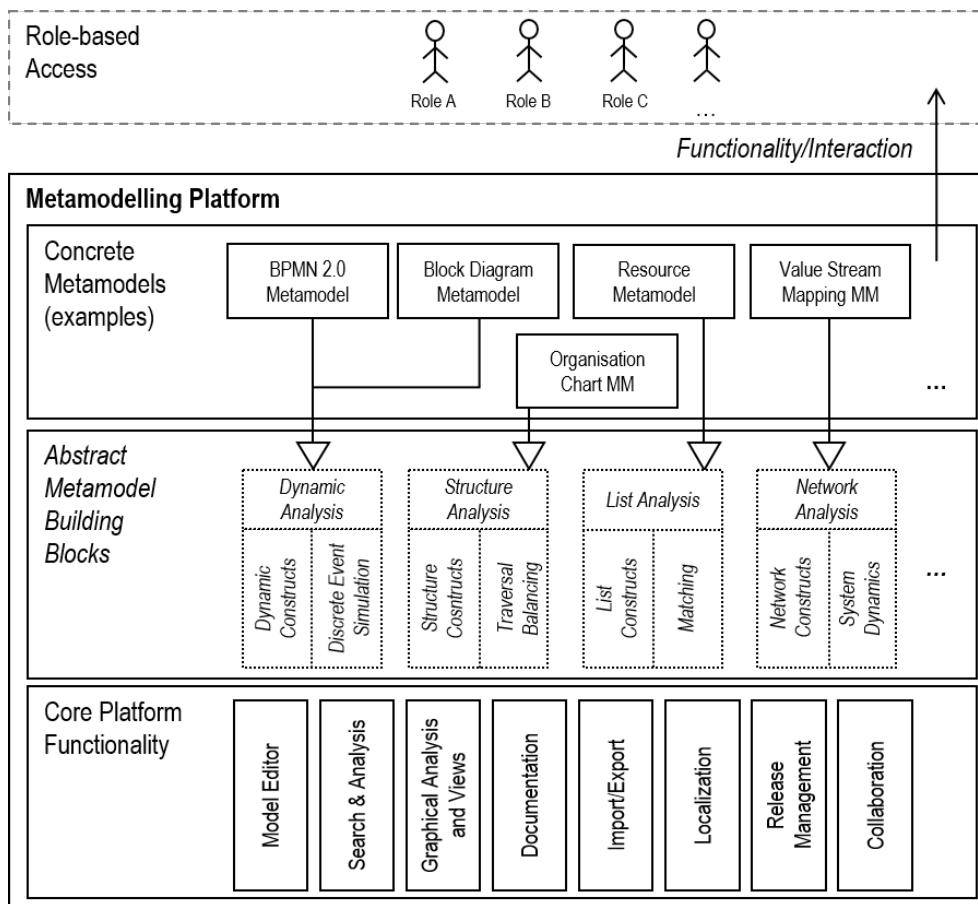 Role-based
Access
Role A
Role B
Role C
...
Functionality/Interaction
Metamodelling Platform
Concrete
Metamodels
(examples)
BPMN 2.0
Metamodel
Block Diagram
Metamodel
Resource
Metamodel
Value Stream
Mapping MM
Organisation
Chart MM
...
Abstract
Metamodel
Building
Blocks
Dynamic
Analysis
Dynamic
Constructs
Discrete Event
Simulation
Structure
Analysis
Structure
Cosntructs
Traversal
Balancing
List Analysis
List
Constructs
Matching
Network
Analysis
Network
Constructs
System
Dynamics
...
Core Platform
Functionality
Model Editor
Search & Analysis
Graphical Analysis
and Views
Documentation
Import/Export
Localization
Release
Management
Collaboration